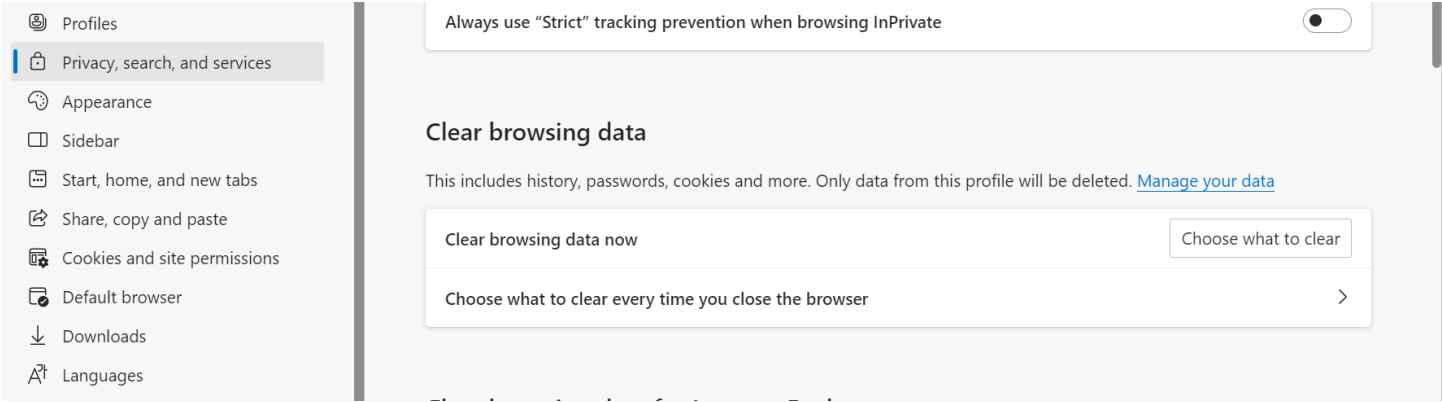 Profiles
Privacy, search, and services
Appearance
Sidebar
Start, home, and new tabs
Share, copy and paste
Cookies and site permissions
Default browser
Downloads
Languages
Always use “Strict” tracking prevention when browsing InPrivate
Clear browsing data
This includes history, passwords, cookies and more. Only data from this profile will be deleted. Manage your data
Clear browsing data now
Choose what to clear
Choose what to clear every time you close the browser